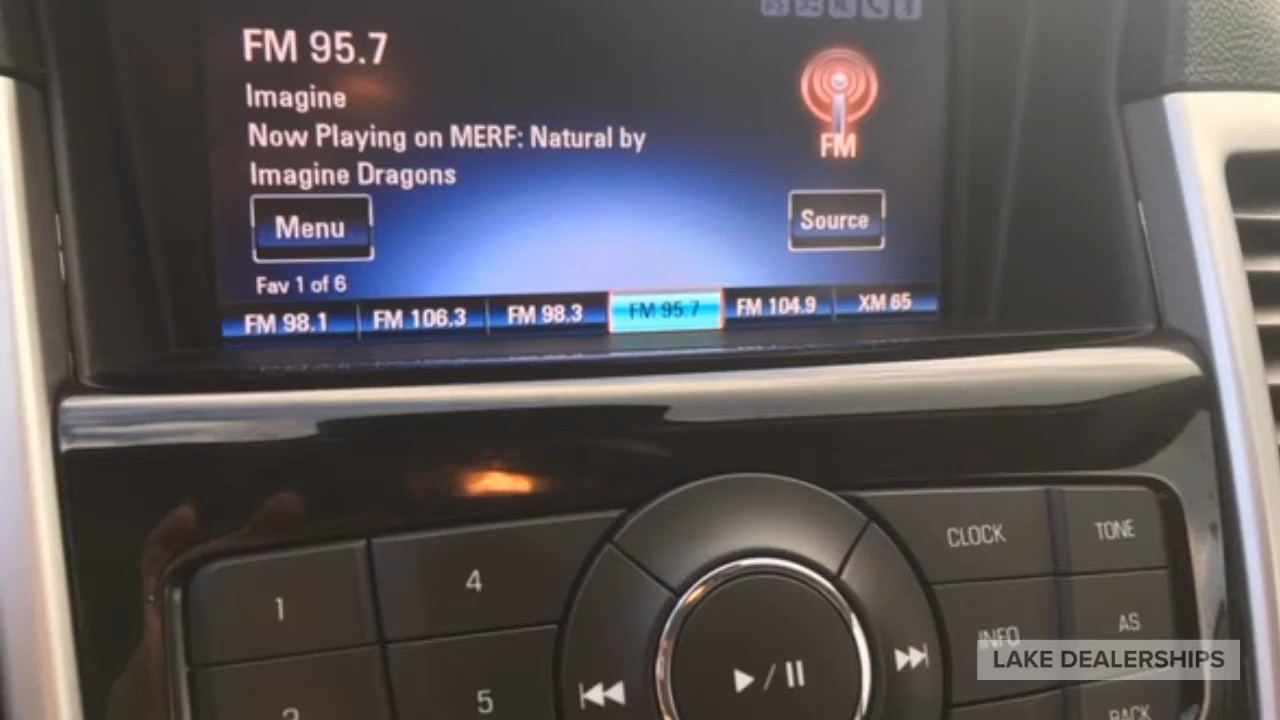 FM 95.7
Imagine
Now Playing on MERF: Natural by
Imagine Dragons
FM
Menu
Source
Fav 1 of 6
FM 98.1
FM 106.3
FM 98.3
FM 95.7
FM 104.9
XM 65
CLOCK
TONE
1
4
INFO
AS
LAKE DEALERSHIPS
5
BACK